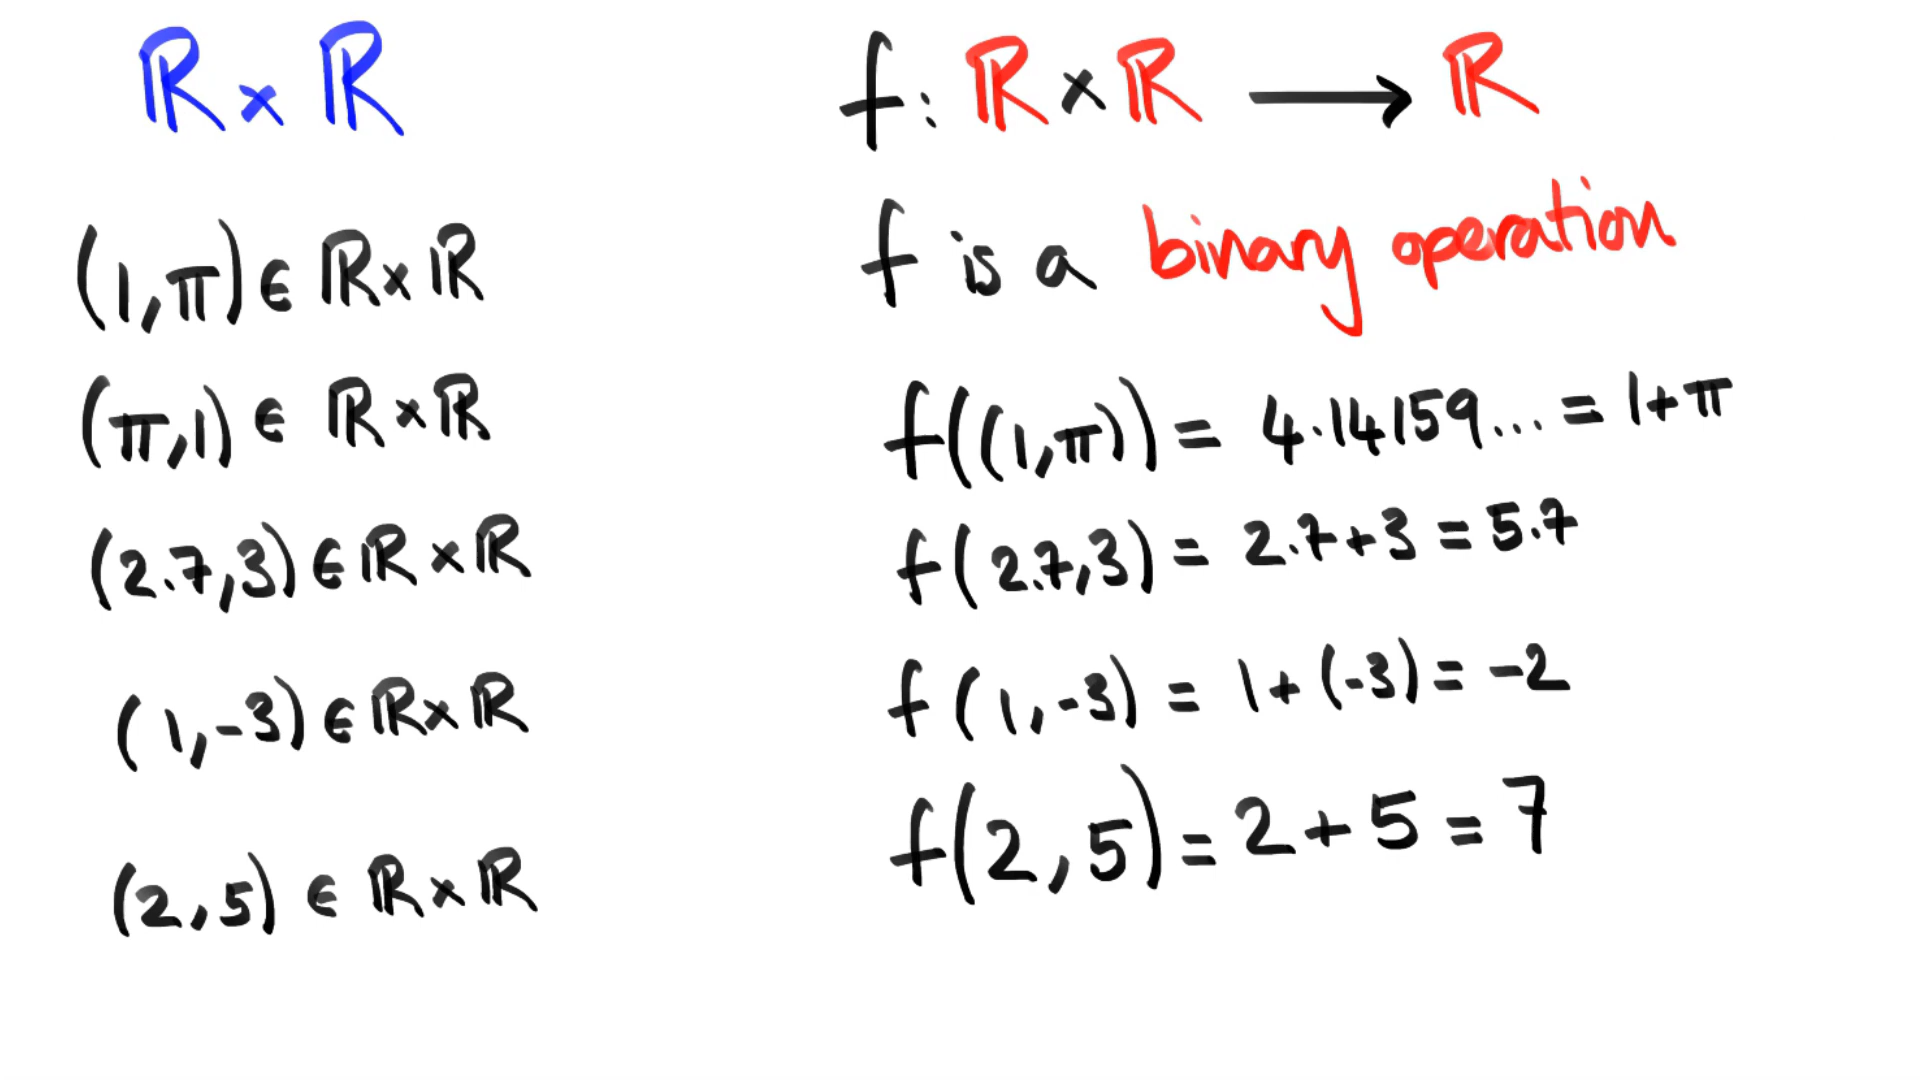 ℝ × ℝ
(1, π) ∈ ℝ × ℝ
(π, 1) ∈ ℝ × ℝ
(2.7, 3) ∈ ℝ × ℝ
(1, -3) ∈ ℝ × ℝ
(2, 5) ∈ ℝ × ℝ
f : ℝ × ℝ ⟶ ℝ
f is a binary operation
f((1, π)) = 4.14159... = 1 + π
f(2.7, 3) = 2.7 + 3 = 5.7
f(1, -3) = 1 + (-3) = -2
f(2, 5) = 2 + 5 = 7